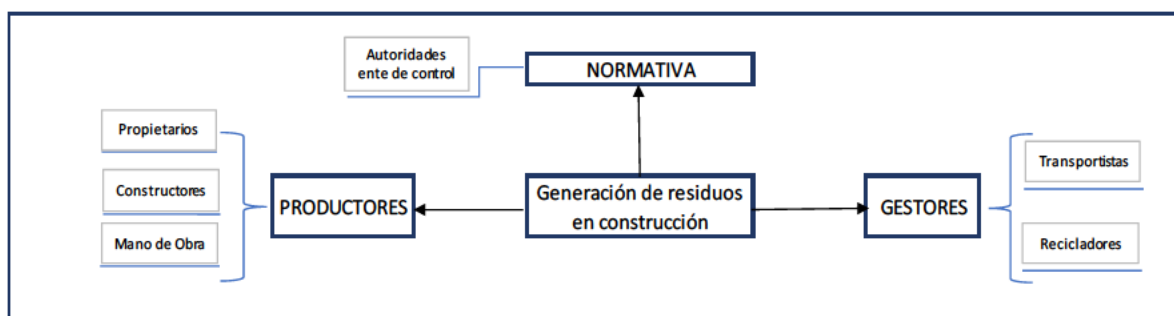 Autoridades
ente de control
NORMATIVA
Propietarios
Constructores
Mano de Obra
PRODUCTORES
Generación de residuos
en construcción
GESTORES
Transportistas
Recicladores